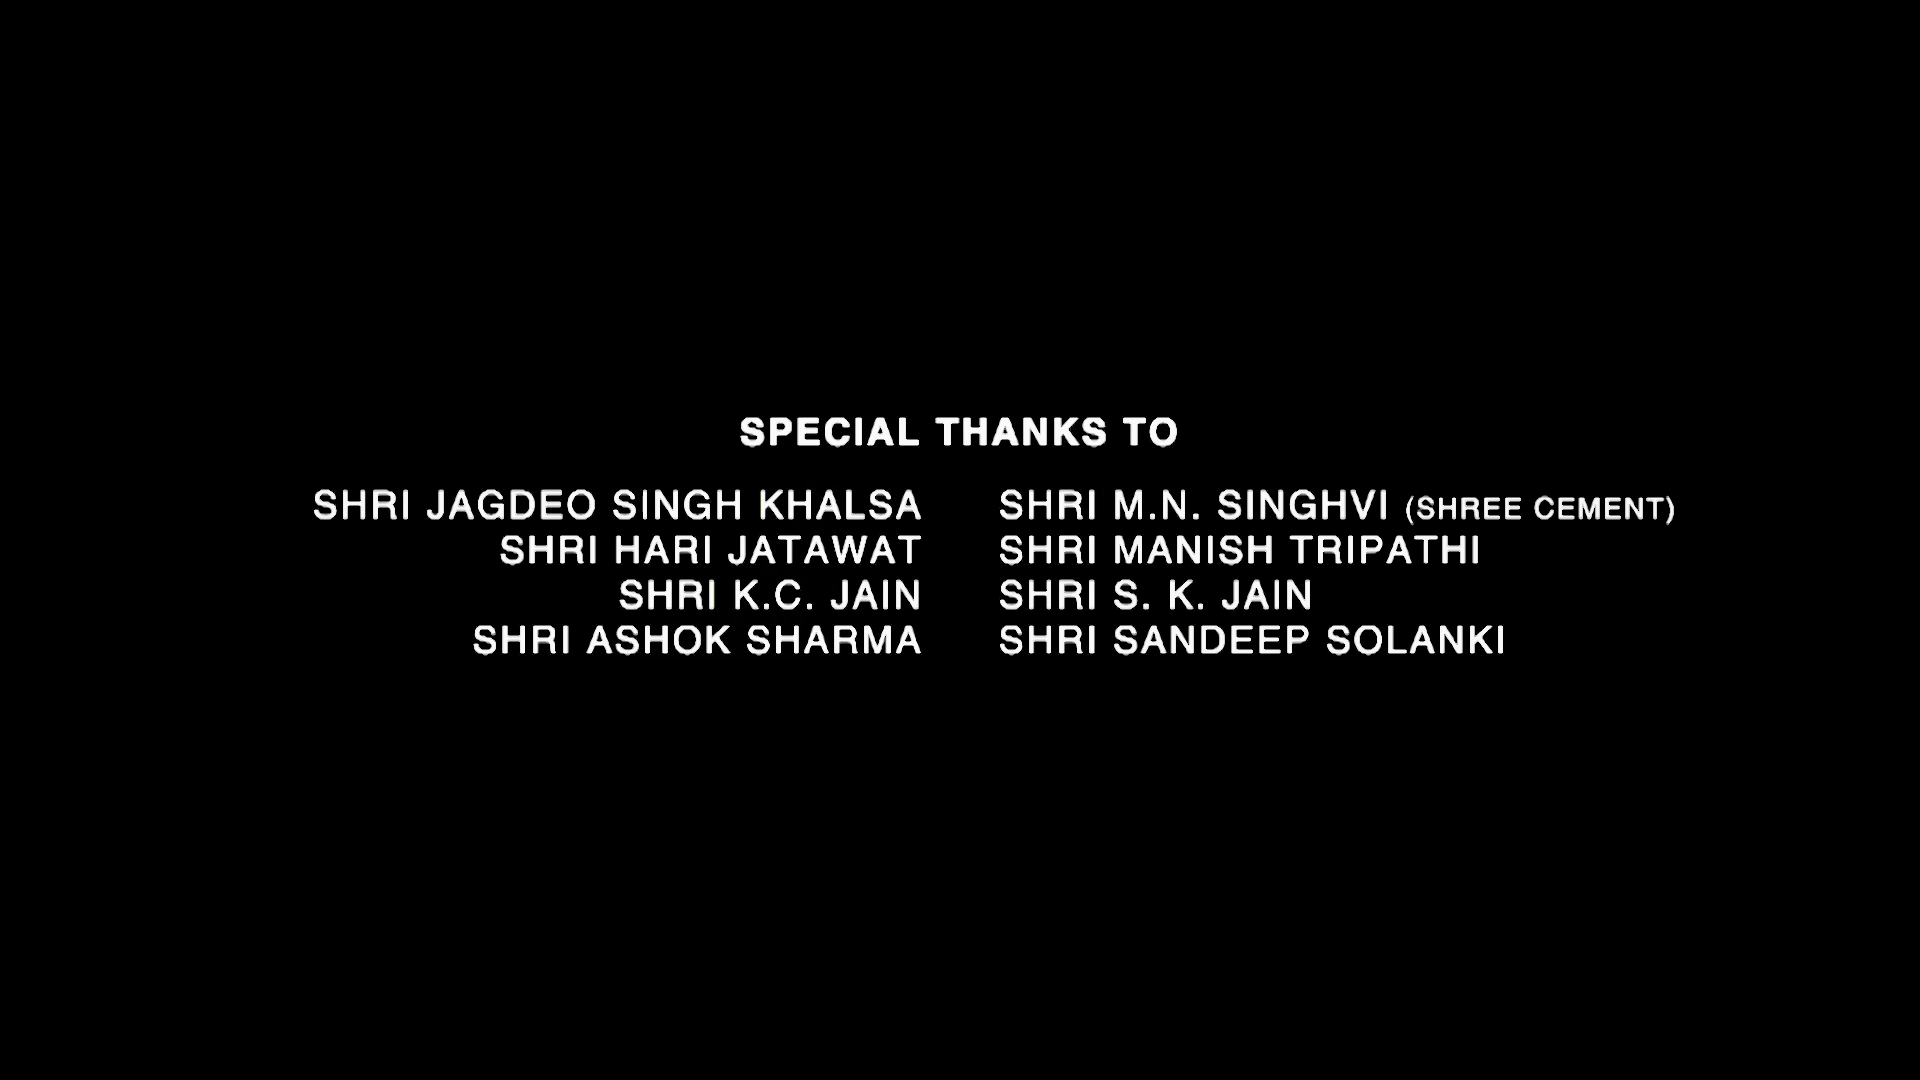 SPECIAL THANKS TO
SHRI JAGDEO SINGH KHALSA SHRI M.N. SINGHVI (SHREE CEMENT)
SHRI HARI JATAWAT SHRI MANISH TRIPATHI
SHRI K.C. JAIN SHRI S. K. JAIN
SHRI ASHOK SHARMA SHRI SANDEEP SOLANKI